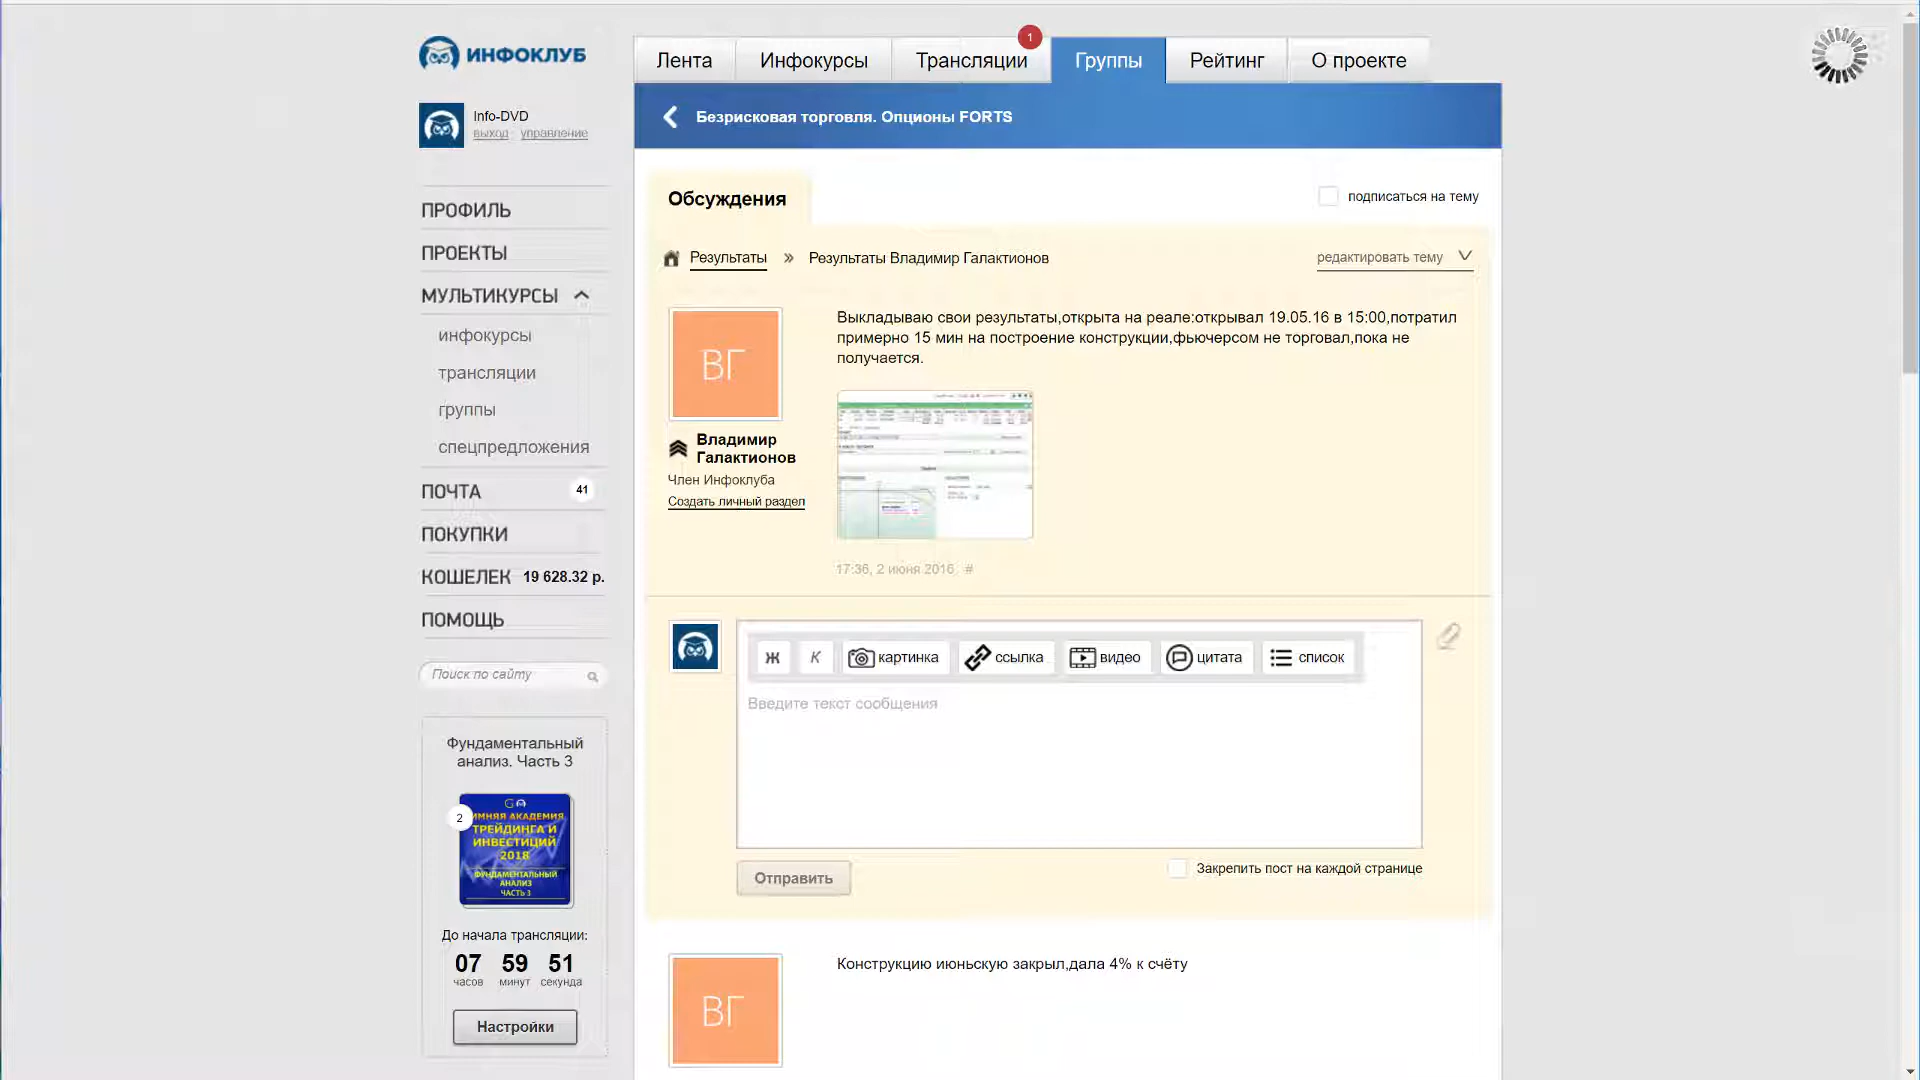 ИНФОКЛУБ
Лента
Инфокурсы
Трансляции
1
Группы
Рейтинг
О проекте
Info-DVD
выход
управление
Безрисковая торговля. Опционы FORTS
ПРОФИЛЬ
ПРОЕКТЫ
МУЛЬТИКУРСЫ
инфокурсы
трансляции
группы
спецпредложения
ПОЧТА
41
ПОКУПКИ
КОШЕЛЕК
19 628.32 р.
ПОМОЩЬ
Поиск по сайту
Фундаментальный
анализ. Часть 3
2
ИМНЯЯ АКАДЕМИЯ
ТРЕЙДИНГА И
ИНВЕСТИЦИЙ
2018
ФУНДАМЕНТАЛЬНЫЙ
АНАЛИЗ
ЧАСТЬ 3
До начала трансляции:
07 59 51
часов минут секунда
Настройки
Обсуждения
подписаться на тему
Результаты » Результаты Владимир Галактионов
редактировать тему
ВГ
Владимир
Галактионов
Член Инфоклуба
Создать личный раздел
Выкладываю свои результаты,открыта на реале:открывал 19.05.16 в 15:00,потратил
примерно 15 мин на построение конструкции,фьючерсом не торговал,пока не
получается.
17:36, 2 июня 2016 #
Ж
К
картинка
ссылка
видео
цитата
список
Введите текст сообщения
Отправить
Закрепить пост на каждой странице
ВГ
Конструкцию июньскую закрыл,дала 4% к счёту